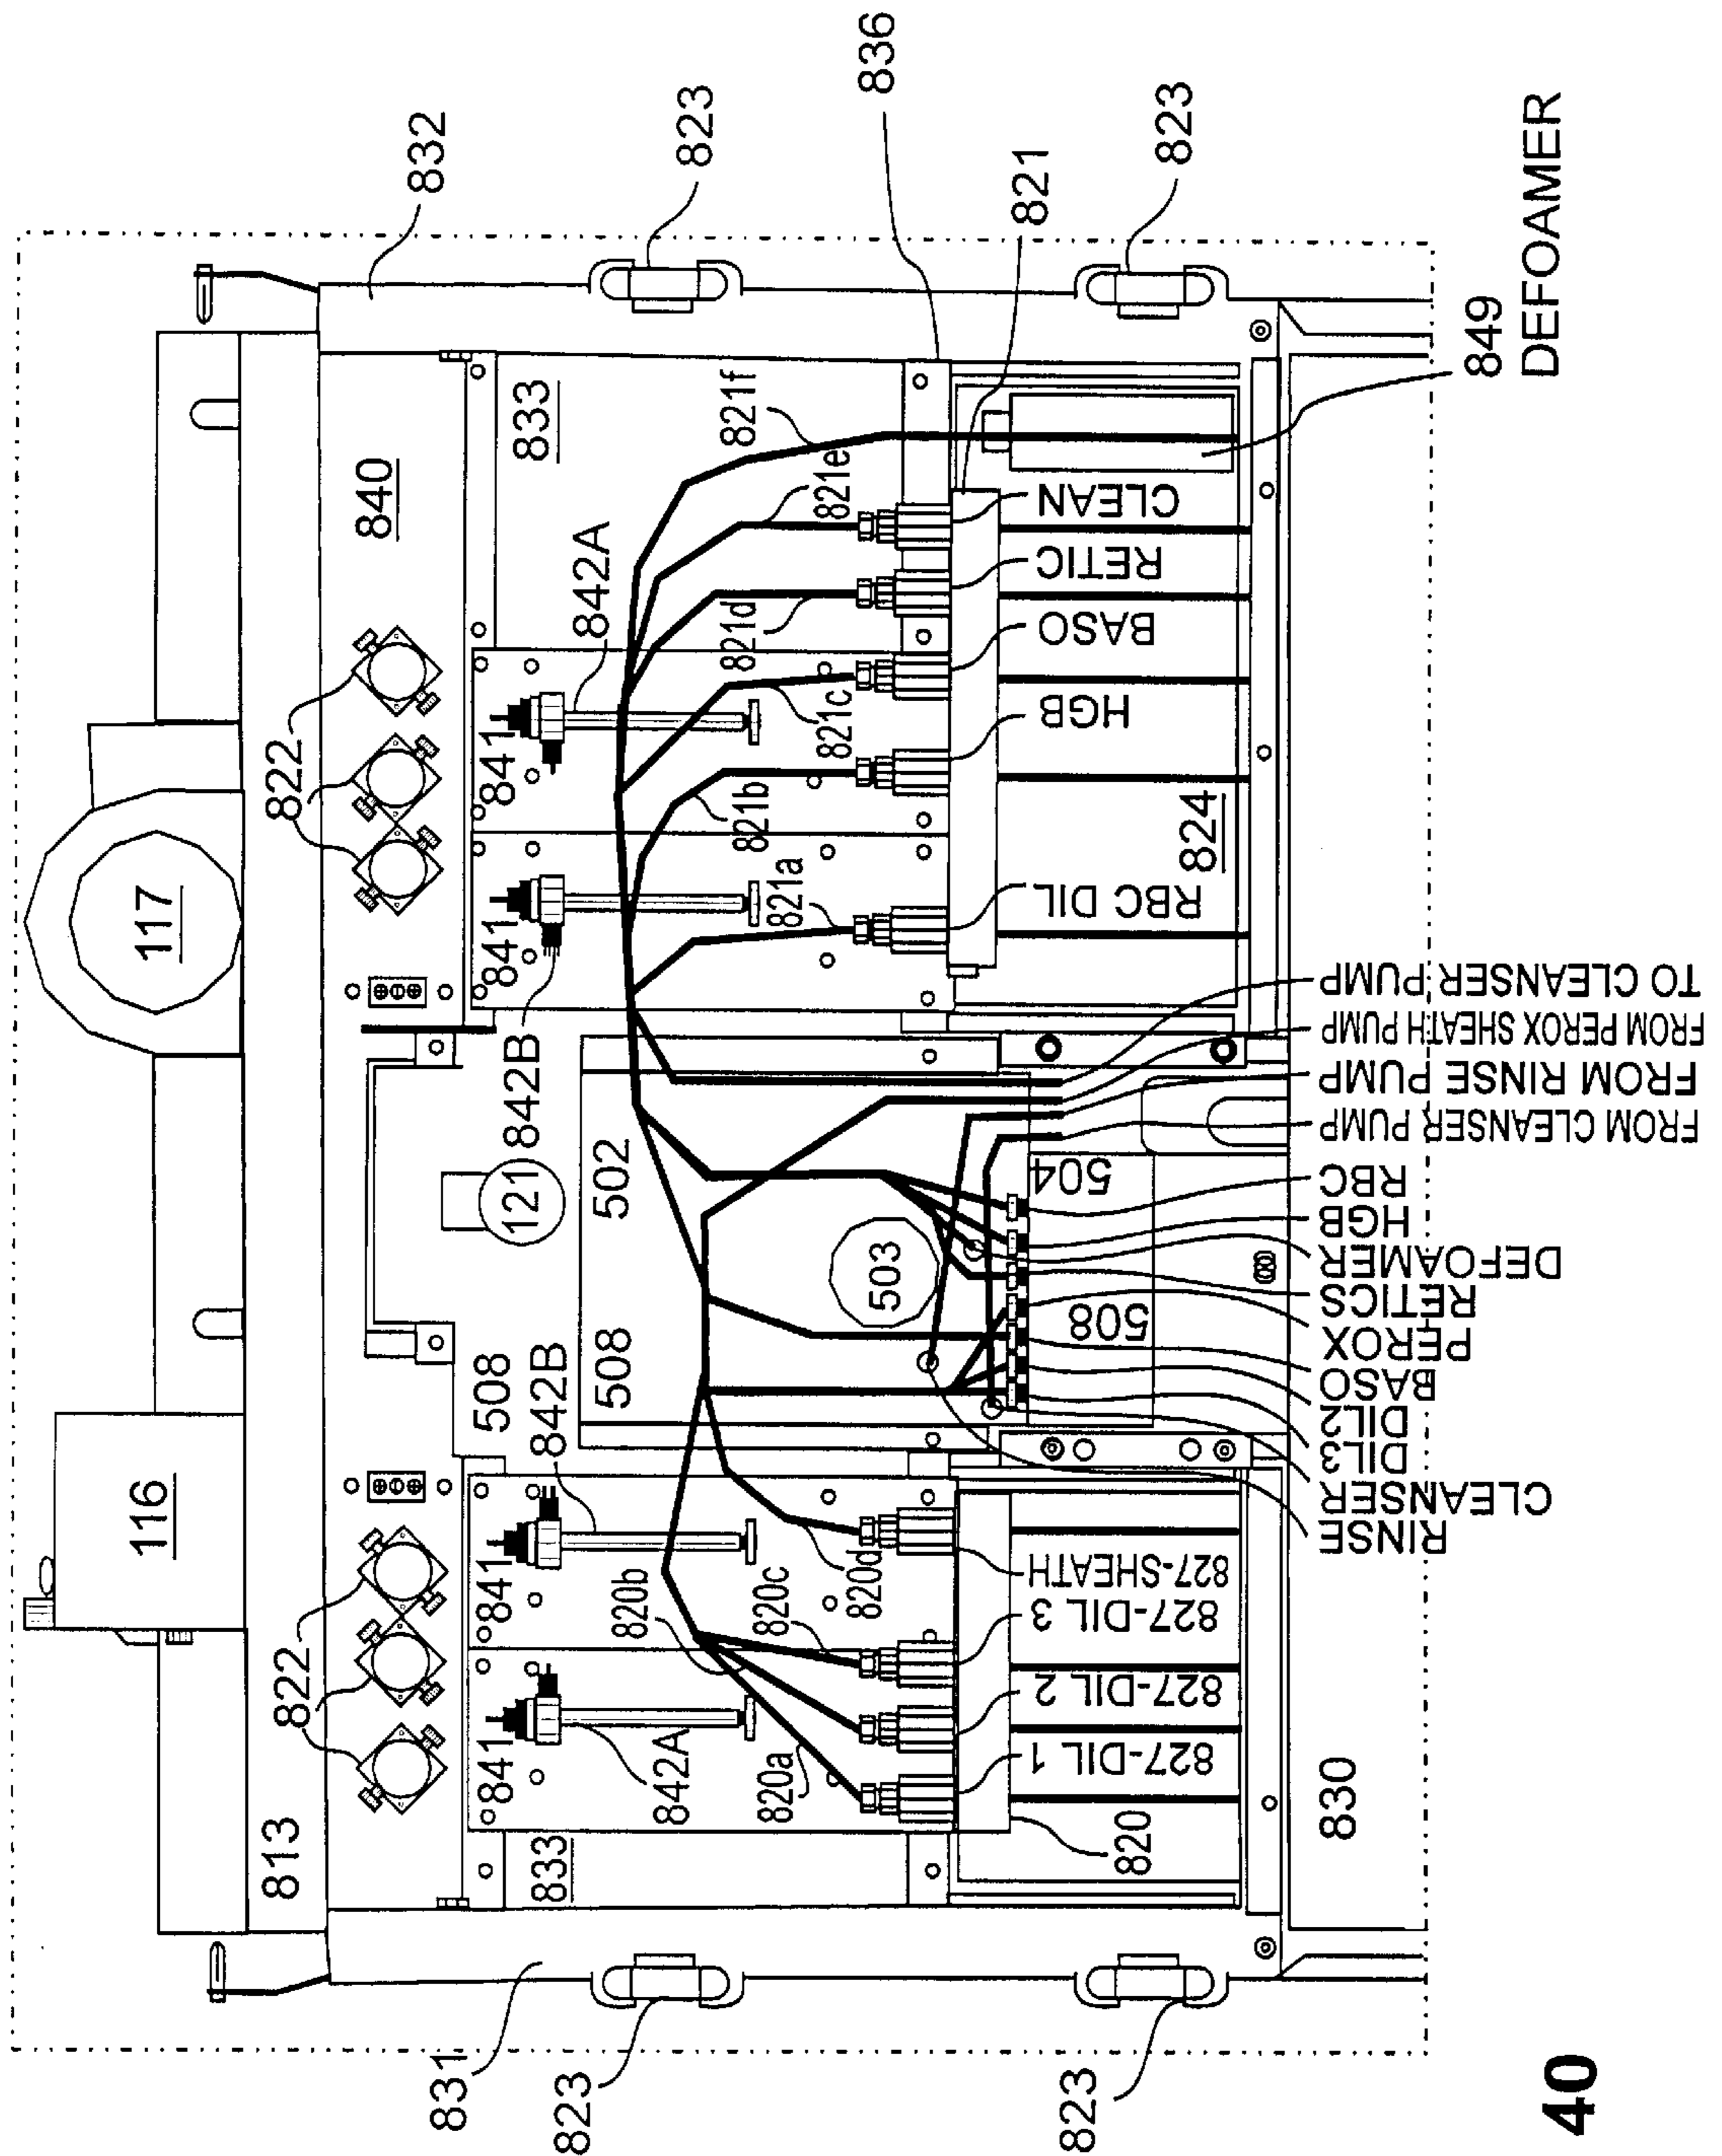 117
116
813
822
822
840
832
823
823
836
821
849
DEFOAMER
833
821f
821e
821d
821c
821b
821a
842A
841
841
842B
CLEAN
RETIC
BASO
HGB
RBC DIL
824
TO CLEANSER PUMP
FROM PEROX SHEATH PUMP
FROM RINSE PUMP
FROM CLEANSER PUMP
121
502
503
504
508
508
508
RBC
HGB
DEFOAMER
RETICS
PEROX
BASO
DIL2
DIL3
CLEANSER
RINSE
842B
841
841
842A
820a
820b
820c
820d
827-SHEATH
827-DIL 3
827-DIL 2
827-DIL 1
820
833
830
831
823
823
40